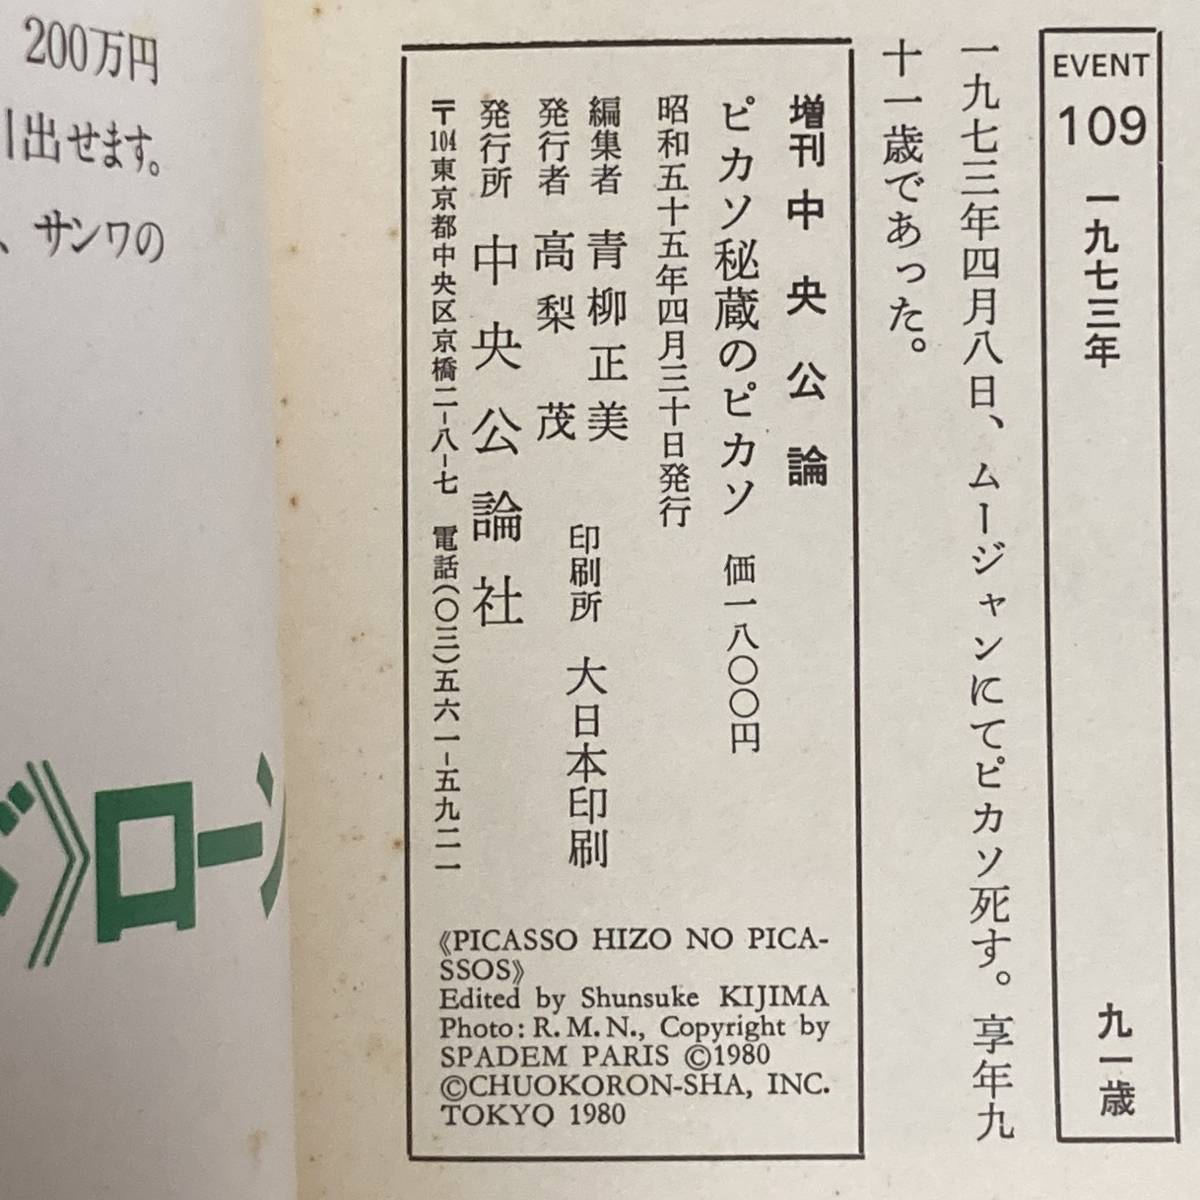 EVENT
109
一九七三年
九一歳
一九七三年四月八日、ムージャンにてピカソ死す。享年九
十一歳であった。
増刊 中央公論
ピカソ秘蔵のピカソ 価一八〇〇円
昭和五十五年四月三十日発行
編集者 青柳正美
発行者 高梨茂
印刷所 大日本印刷
発行所 中央公論社
〒104 東京都中央区京橋二-八-七 電話(〇三)五六一-五九二一
《PICASSO HIZO NO PICA-
SSOS》
Edited by Shunsuke KIJIMA
Photo: R. M. N., Copyright by
SPADEM PARIS ©1980
©CHUOKORON-SHA, INC.
TOKYO 1980
200万円
引出せます。
、サンワの
ロー